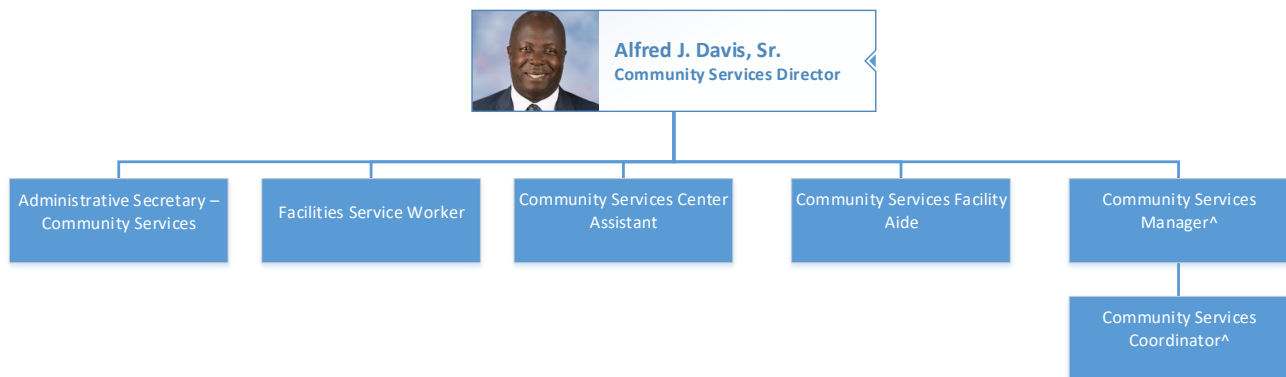 Alfred J. Davis, Sr.
Community Services Director
Administrative Secretary –
Community Services
Facilities Service Worker
Community Services Center
Assistant
Community Services Facility
Aide
Community Services
Manager^
Community Services
Coordinator^